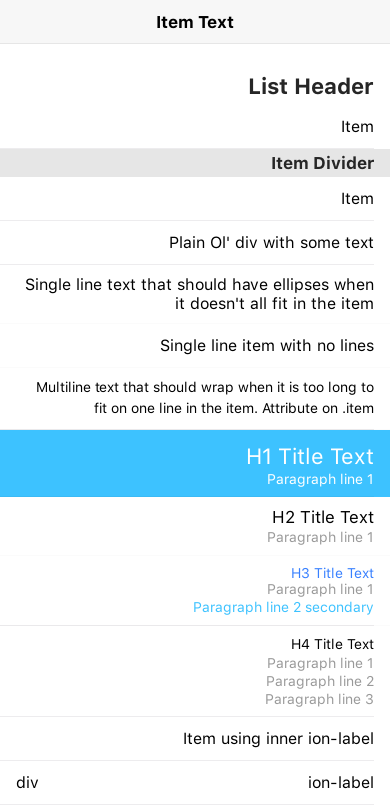 Item Text
List Header
Item
Item Divider
Item
Plain Ol' div with some text
Single line text that should have ellipses when
it doesn't all fit in the item
Single line item with no lines
Multiline text that should wrap when it is too long to
fit on one line in the item. Attribute on .item
H1 Title Text
Paragraph line 1
H2 Title Text
Paragraph line 1
H3 Title Text
Paragraph line 1
Paragraph line 2 secondary
H4 Title Text
Paragraph line 1
Paragraph line 2
Paragraph line 3
Item using inner ion-label
div ion-label